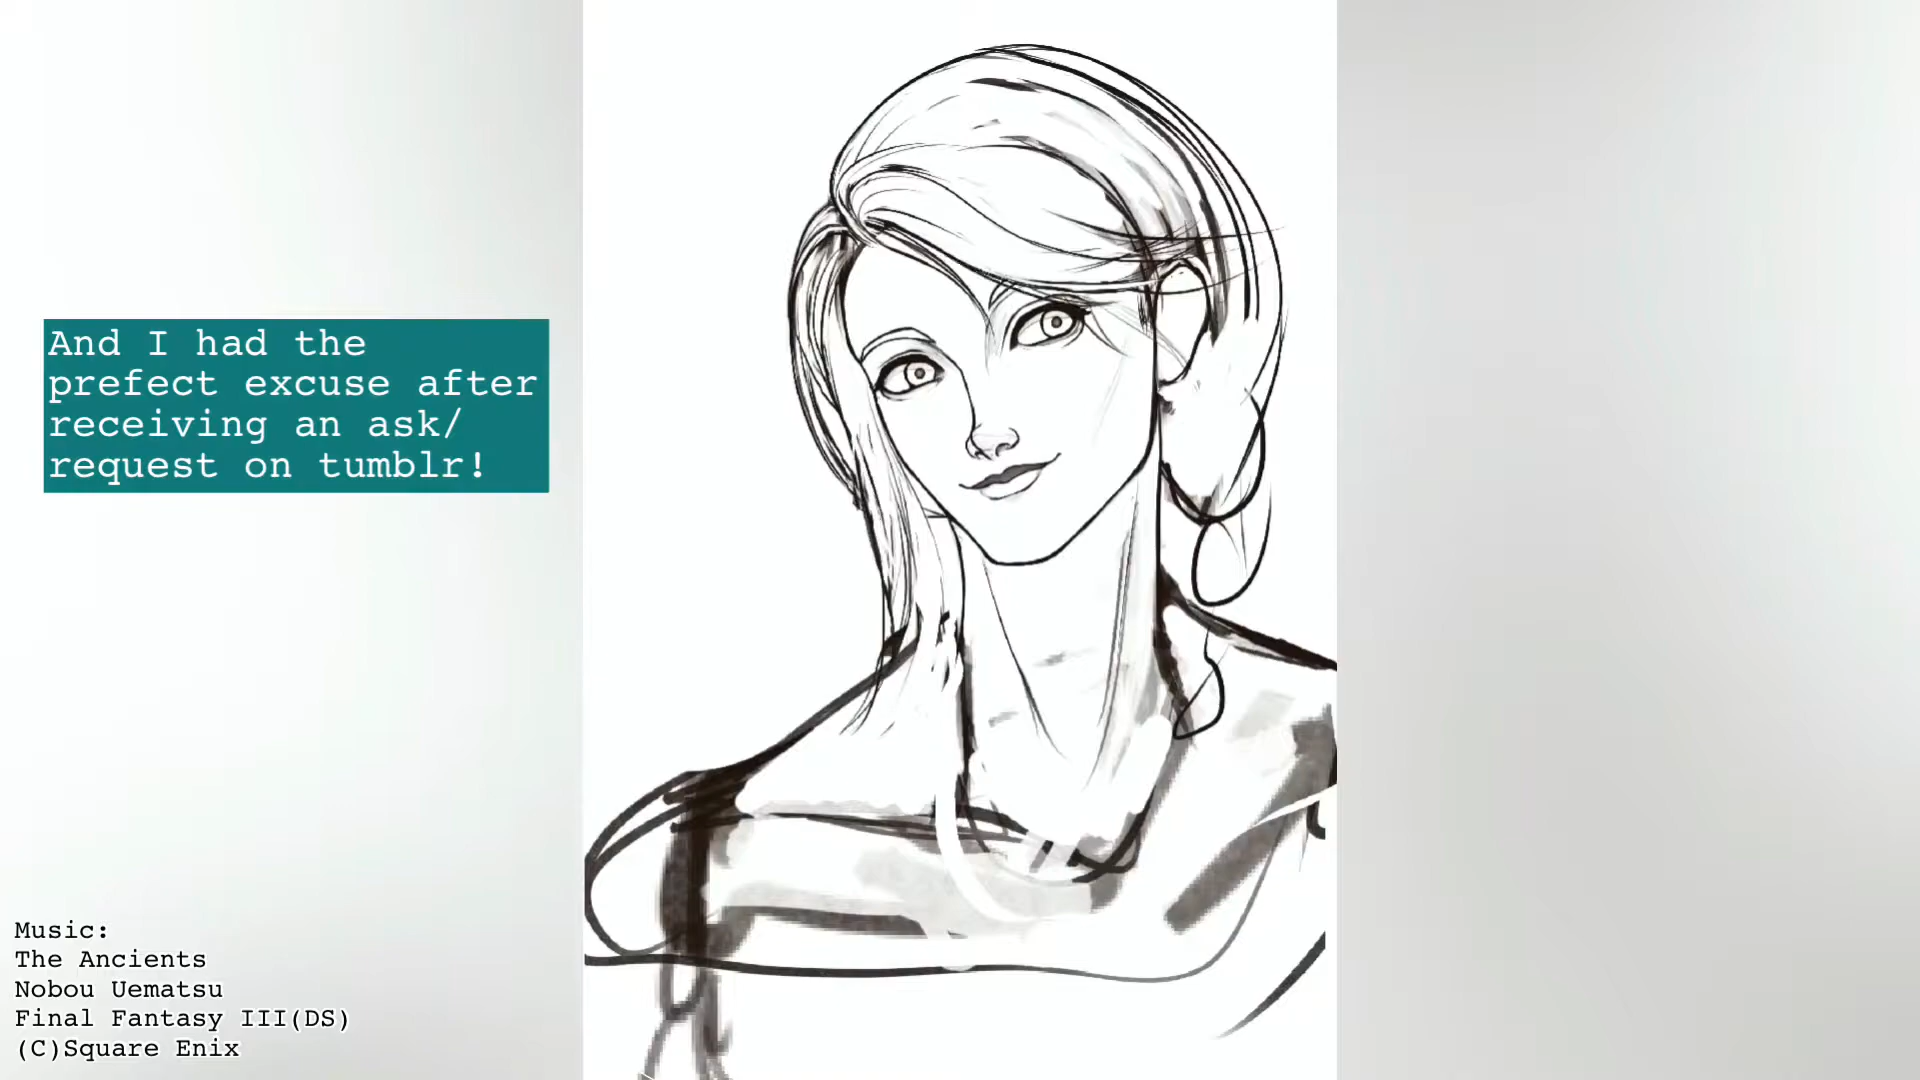 And I had the
prefect excuse after
receiving an ask/
request on tumblr!
Music:
The Ancients
Nobou Uematsu
Final Fantasy III(DS)
(C)Square Enix